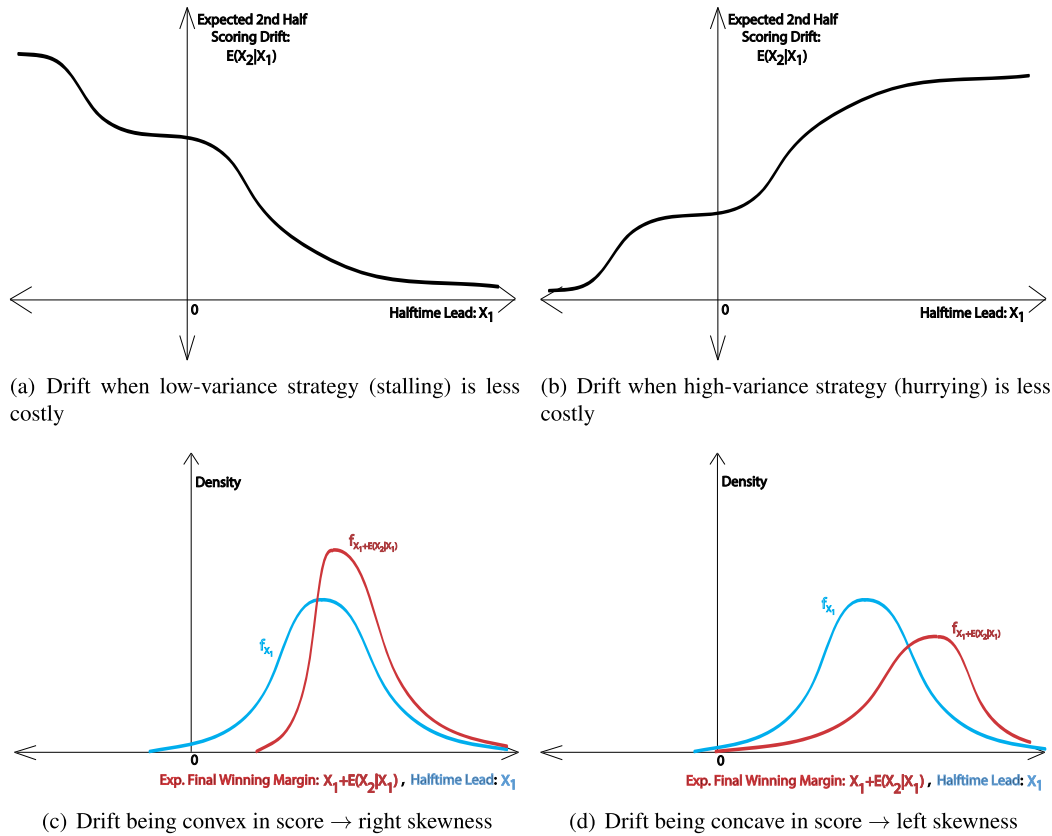 Expected 2nd Half
Scoring Drift:
E(X₂|X₁)
0
Halftime Lead: X₁
Expected 2nd Half
Scoring Drift:
E(X₂|X₁)
0
Halftime Lead: X₁
(a) Drift when low-variance strategy (stalling) is less
costly
(b) Drift when high-variance strategy (hurrying) is less
costly
Density
f_X₁+E(X₂|X₁)
f_X₁
0
Exp. Final Winning Margin: X₁+E(X₂|X₁) , Halftime Lead: X₁
Density
f_X₁
f_X₁+E(X₂|X₁)
0
Exp. Final Winning Margin: X₁+E(X₂|X₁) , Halftime Lead: X₁
(c) Drift being convex in score → right skewness
(d) Drift being concave in score → left skewness